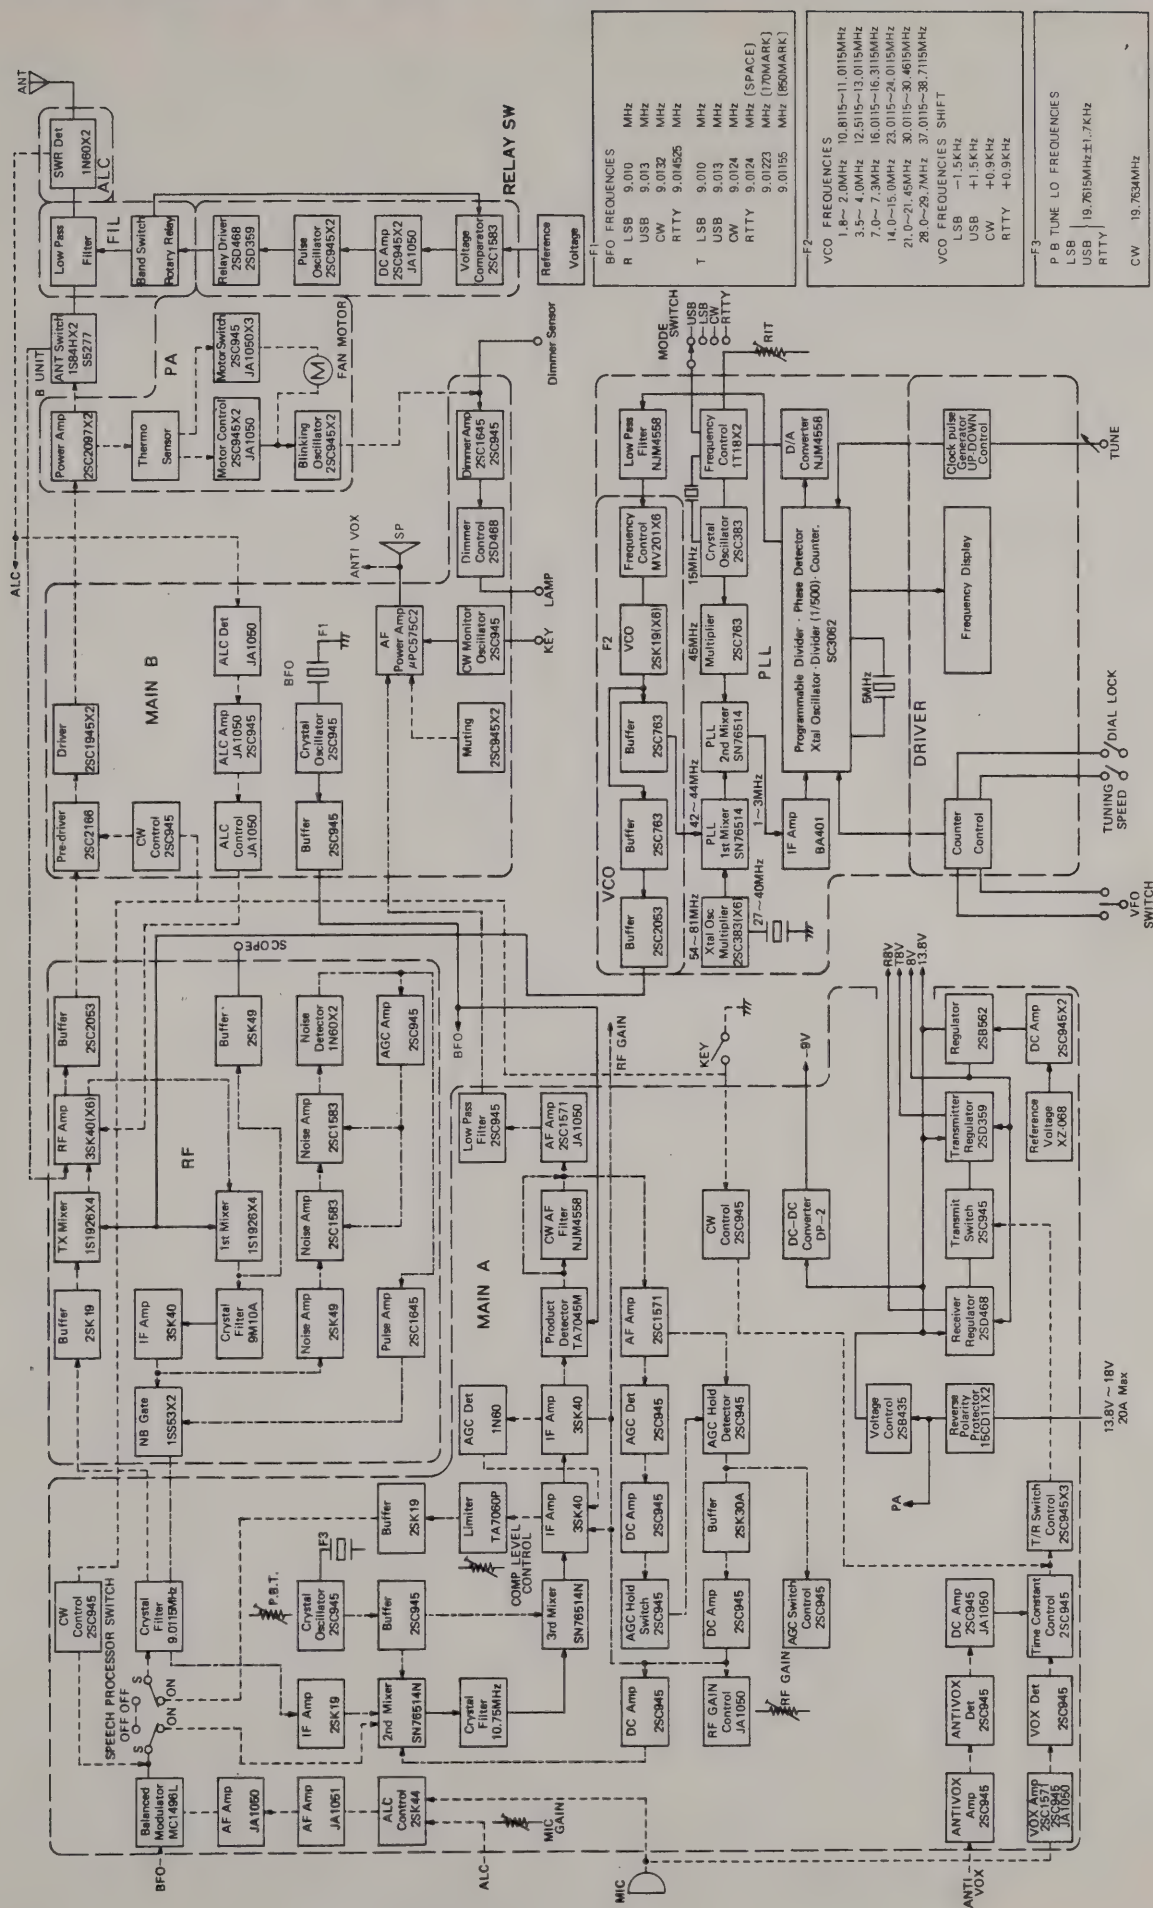 ANT
SWR Det
1N60X2
ALC
Low Pass
Filter
FIL
Band Switch
Rotary Relay
Relay Driver
2SD468
2SD359
Pulse
Oscillator
2SC945X2
DC Amp
2SC945X2
JA1050
Voltage
Comparator
2SC1583
RELAY SW
Reference
Voltage
B UNIT
ANT Switch
1S84HX2
S5277
PA
Motor Switch
2SC945
JA1050X3
M
FAN MOTOR
Power Amp
2SC2097X2
Thermo
Sensor
Motor Control
2SC945X2
JA1050
Blinking
Oscillator
2SC945X2
Dimmer Sensor
Dimmer Amp
2SC1645
2SC945
Dimmer
Control
2SD468
LAMP
ALC
MAIN B
Driver
2SC1945X2
Pre-driver
2SC2166
CW
Control
2SC945
ALC Det
JA1050
ALC Amp
JA1050
2SC945
ALC
Control
JA1050
BFO
F1
Crystal
Oscillator
2SC945
Buffer
2SC945
ANTI VOX
SP
AF
Power Amp
μPC575C2
CW Monitor
Oscillator
2SC945
KEY
Muting
2SC945X2
RF
Buffer
2SC2053
RF Amp
3SK40(X6)
TX Mixer
1S1926X4
Buffer
2SK19
SCOPE
Buffer
2SK49
1st Mixer
1S1926X4
Crystal
Filter
9M10A
IF Amp
3SK40
NB Gate
1SS53X2
Noise
Detector
1N60X2
Noise Amp
2SC1583
Noise Amp
2SC1583
Noise Amp
2SK49
AGC Amp
2SC945
Pulse Amp
2SC1645
BFO
RF GAIN
MAIN A
Low Pass
Filter
2SC945
AF Amp
2SC1571
JA1050
CW AF
Filter
NJM4558
Product
Detector
TA7045M
AGC Det
1N60
IF Amp
3SK40
IF Amp
3SK40
Limiter
TA7060P
COMP LEVEL
CONTROL
Buffer
2SK19
3rd Mixer
SN76514N
F3
P.B.T.
Crystal
Oscillator
2SC945
Buffer
2SC945
IF Amp
2SK19
2nd Mixer
SN76514N
Crystal
Filter
10.75MHz
CW
Control
2SC945
SPEECH PROCESSOR SWITCH
OFF OFF
S
S
ON
ON
Crystal
Filter
9.0115MHz
Balanced
Modulator
MC1496L
BFO
AF Amp
JA1050
AF Amp
JA1051
ALC
Control
2SK44
ALC
MIC
GAIN
MIC
AF Amp
2SC1571
AGC Det
2SC945
DC Amp
2SC945
AGC Hold
Switch
2SC945
DC Amp
2SC945
AGC Hold
Detector
2SC945
Buffer
2SK30A
DC Amp
2SC945
RF GAIN
Control
JA1050
AGC Switch
Control
2SC945
RF GAIN
KEY
CW
Control
2SC945
-9V
DC-DC
Converter
DP-2
R8V
T8V
8V
13.8V
Regulator
2SB562
DC Amp
2SC945X2
Transmitter
Regulator
2SD359
Reference
Voltage
XZ-068
Transmit
Switch
2SC945
Receiver
Regulator
2SD468
Voltage
Control
2SB435
Reverse
Polarity
Protector
15CD11X2
13.8V ~ 18V
20A Max
PA
T/R Switch
Control
2SC945X3
Time Constant
Control
2SC945
DC Amp
2SC945
JA1050
ANTIVOX
Det
2SC945
VOX Det
2SC945
ANTIVOX
Amp
2SC945
VOX Amp
2SC1571
2SC945
JA1050
ANTI-
VOX
VCO
F2
Low Pass
Filter
NJM4558
Frequency
Control
MV201X6
VCO
2SK19(X6)
Buffer
2SC763
Buffer
2SC763
Buffer
2SC2053
MODE
SWITCH
USB
LSB
CW
RTTY
RIT
Frequency
Control
1T18X2
15MHz
Crystal
Oscillator
2SC383
45MHz
Multiplier
2SC763
PLL
PLL
2nd Mixer
SN76514
42~44MHz
PLL
1st Mixer
SN76514
54~81MHz
Xtal Osc
Multiplier
2SC383(X6)
27~40MHz
1~3MHz
IF Amp
BA401
D/A
Converter
NJM4558
Programmable Divider · Phase Detector
Xtal Oscillator · Divider (1/500) · Counter.
SC3062
5MHz
DRIVER
Clock pulse
Generator
UP-DOWN
Control
TUNE
Frequency Display
Counter
Control
DIAL LOCK
TUNING
SPEED
VFO
SWITCH
F1
BFO FREQUENCIES
R LSB 9.010 MHz
USB 9.013 MHz
CW 9.0132 MHz
RTTY 9.014525 MHz
T LSB 9.010 MHz
USB 9.013 MHz
CW 9.0124 MHz
RTTY 9.0124 MHz [SPACE]
9.01223 MHz [170MARK]
9.01155 MHz [850MARK]
F2
VCO FREQUENCIES
1.8~ 2.0MHz 10.8115~11.0115MHz
3.5~ 4.0MHz 12.5115~13.0115MHz
7.0~ 7.3MHz 16.0115~16.3115MHz
14.0~15.0MHz 23.0115~24.0115MHz
21.0~21.45MHz 30.0115~30.4615MHz
28.0~29.7MHz 37.0115~38.7115MHz
VCO FREQUENCIES SHIFT
LSB -1.5KHz
USB +1.5KHz
CW +0.9KHz
RTTY +0.9KHz
F3
P B TUNE LO FREQUENCIES
LSB
USB 19.7615MHz±1.7KHz
RTTY
CW 19.7634MHz